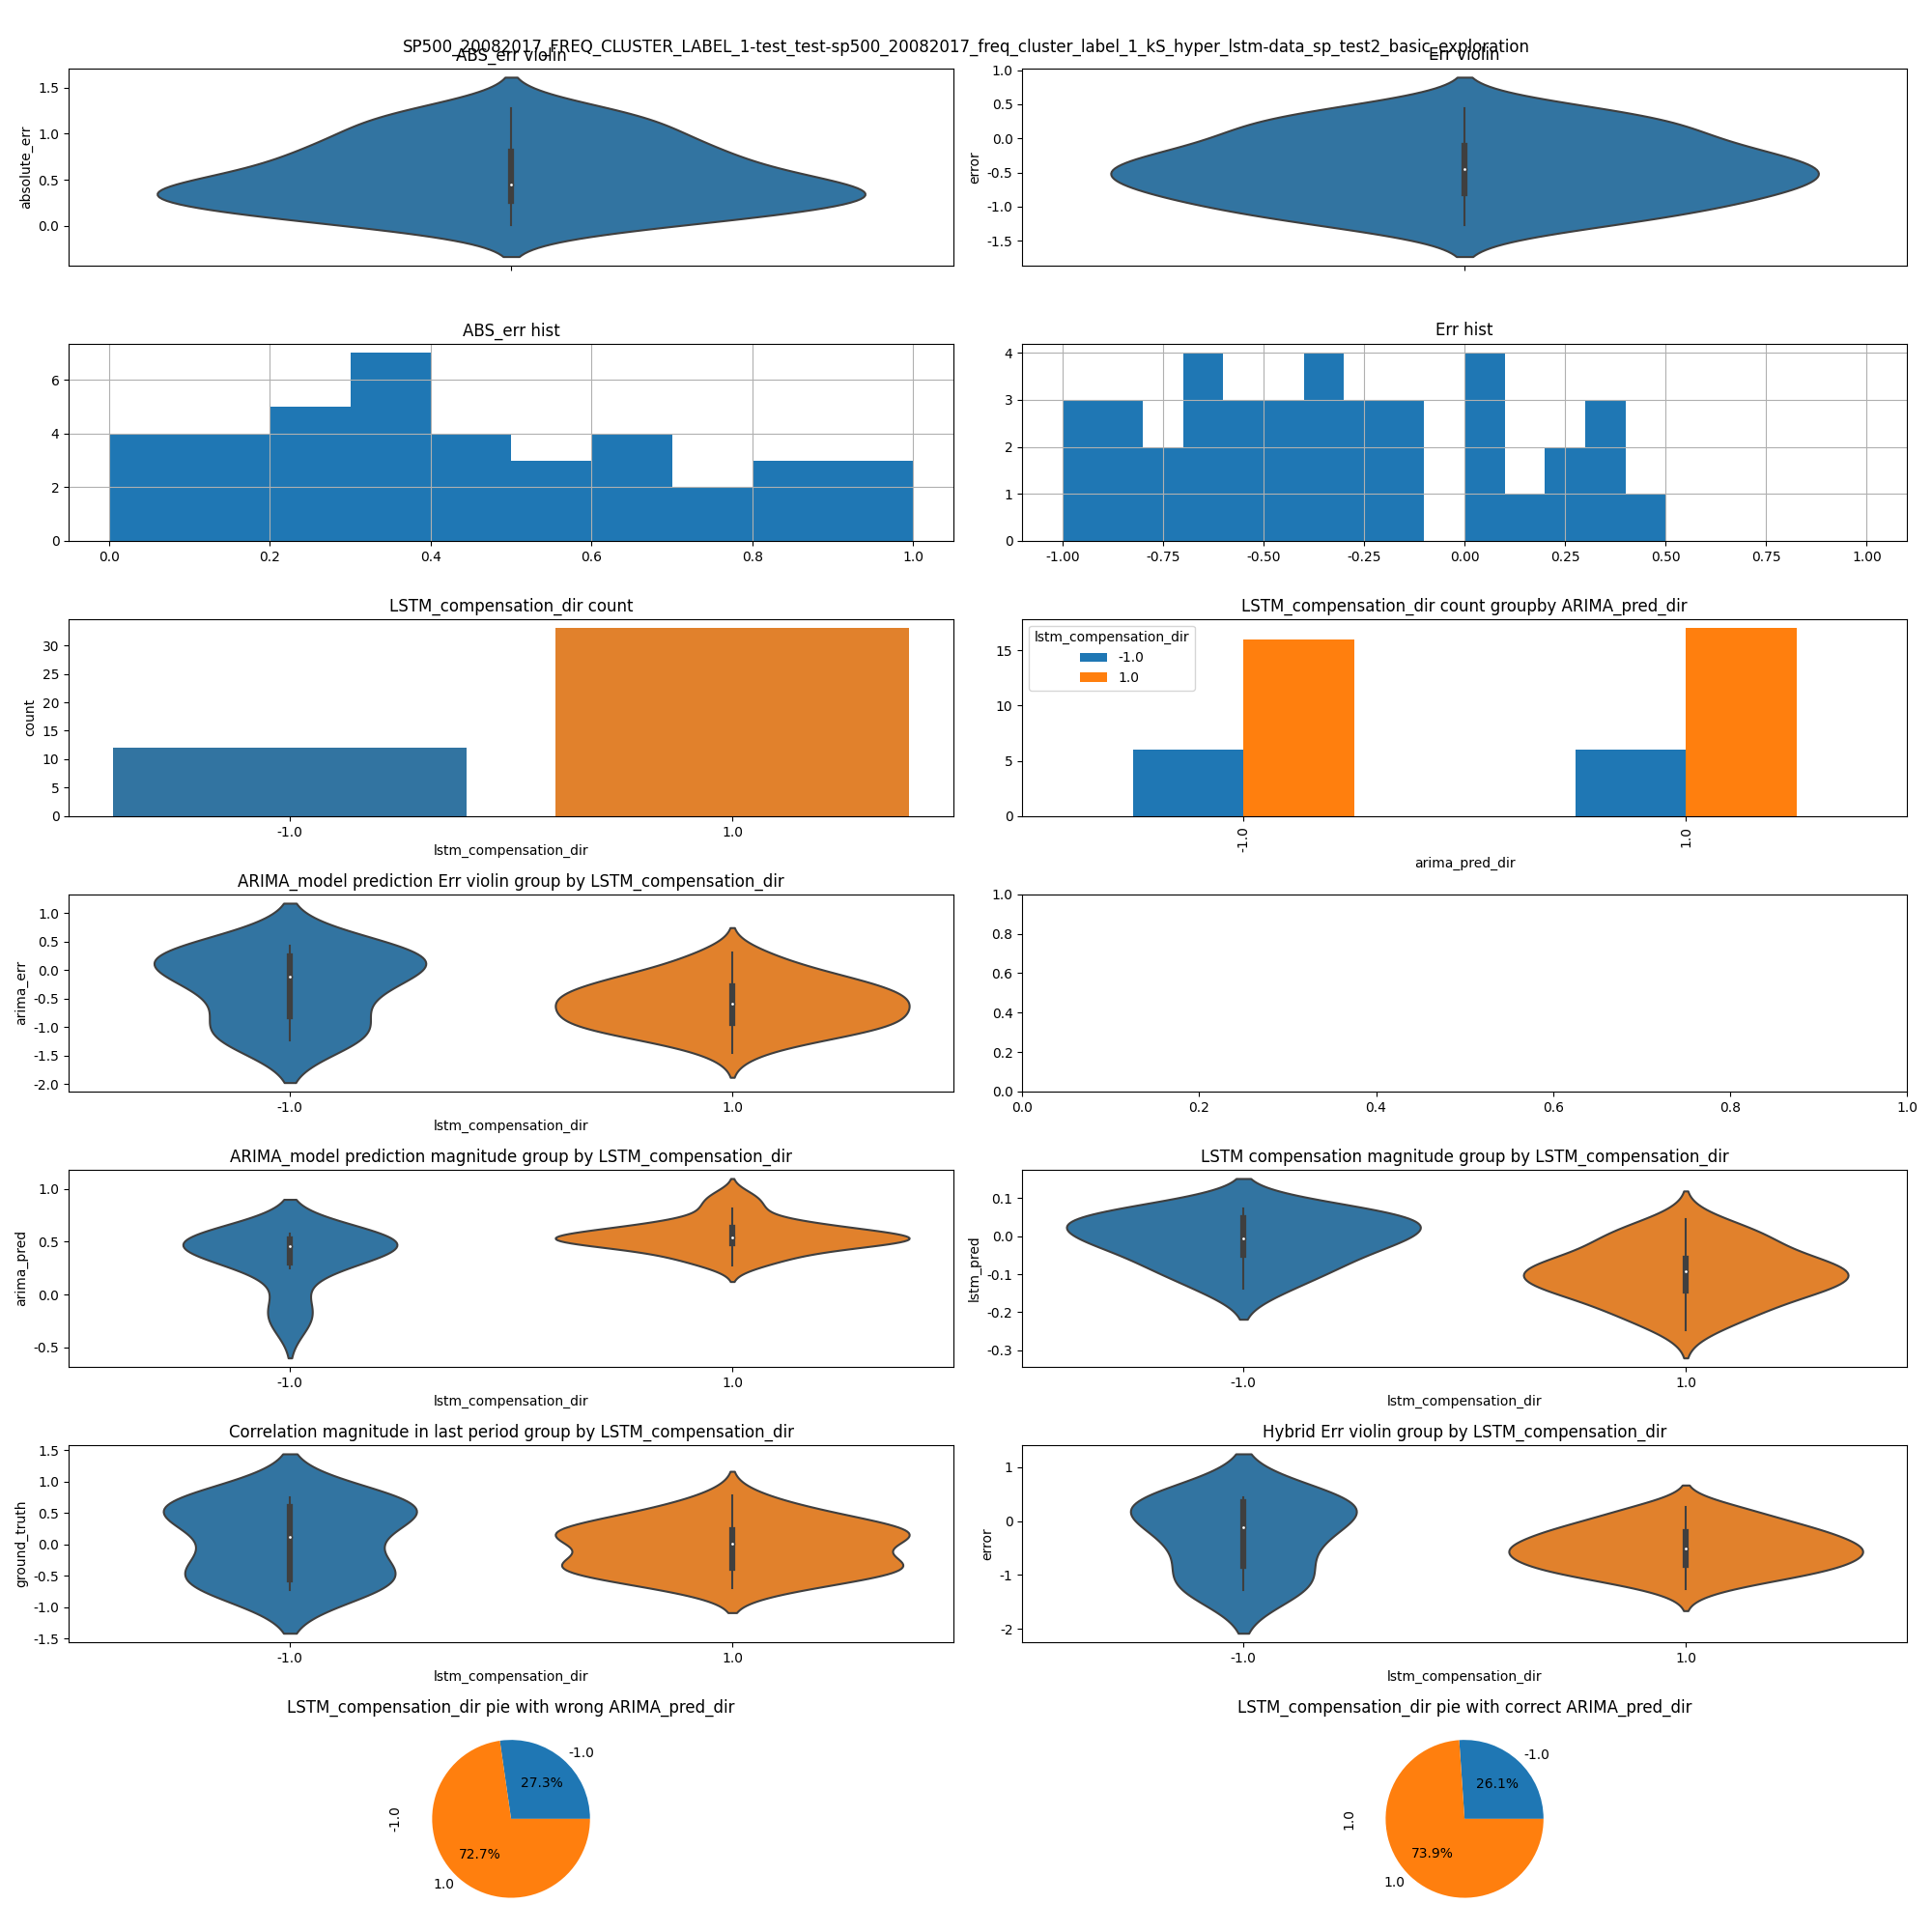 SP500_20082017_FREQ_CLUSTER_LABEL_1-test_test-sp500_20082017_freq_cluster_label_1_kS_hyper_lstm-data_sp_test2_basic_exploration
ABS_err violin
absolute_err
1.5
1.0
0.5
0.0
Err violin
error
1.0
0.5
0.0
-0.5
-1.0
-1.5
ABS_err hist
6
4
2
0
0.0 0.2 0.4 0.6 0.8 1.0
Err hist
4
3
2
1
0
-1.00 -0.75 -0.50 -0.25 0.00 0.25 0.50 0.75 1.00
LSTM_compensation_dir count
count
30
25
20
15
10
5
0
-1.0 1.0
lstm_compensation_dir
LSTM_compensation_dir count groupby ARIMA_pred_dir
lstm_compensation_dir
-1.0
1.0
15
10
5
0
-1.0 1.0
arima_pred_dir
ARIMA_model prediction Err violin group by LSTM_compensation_dir
arima_err
1.0
0.5
0.0
-0.5
-1.0
-1.5
-2.0
-1.0 1.0
lstm_compensation_dir
1.0
0.8
0.6
0.4
0.2
0.0
0.0 0.2 0.4 0.6 0.8 1.0
ARIMA_model prediction magnitude group by LSTM_compensation_dir
arima_pred
1.0
0.5
0.0
-0.5
-1.0 1.0
lstm_compensation_dir
LSTM compensation magnitude group by LSTM_compensation_dir
lstm_pred
0.1
0.0
-0.1
-0.2
-0.3
-1.0 1.0
lstm_compensation_dir
Correlation magnitude in last period group by LSTM_compensation_dir
ground_truth
1.5
1.0
0.5
0.0
-0.5
-1.0
-1.5
-1.0 1.0
lstm_compensation_dir
Hybrid Err violin group by LSTM_compensation_dir
error
1
0
-1
-2
-1.0 1.0
lstm_compensation_dir
LSTM_compensation_dir pie with wrong ARIMA_pred_dir
-1.0
-1.0
27.3%
72.7%
1.0
LSTM_compensation_dir pie with correct ARIMA_pred_dir
1.0
-1.0
26.1%
73.9%
1.0